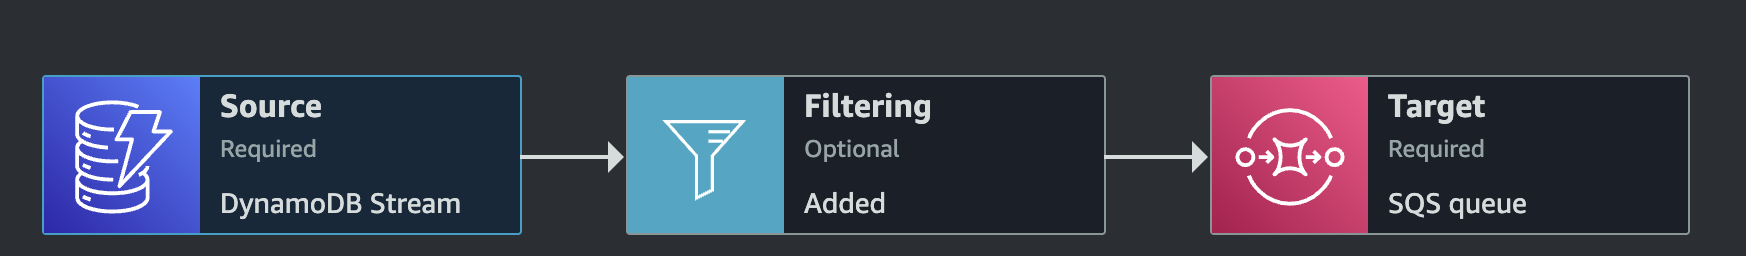 Source
Required
DynamoDB Stream
Filtering
Optional
Added
Target
Required
SQS queue